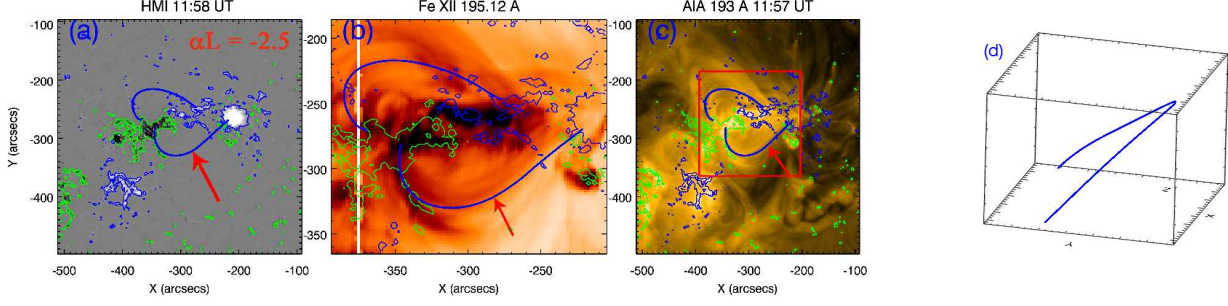 HMI 11:58 UT
(a)
αL = -2.5
-100
-200
-300
-400
Y (arcsecs)
-500 -400 -300 -200 -100
X (arcsecs)
Fe XII 195.12 A
(b)
-200
-250
-300
-350
-350 -300 -250
X (arcsecs)
AIA 193 A 11:57 UT
(c)
-100
-200
-300
-400
-500 -400 -300 -200 -100
X (arcsecs)
(d)
Y
X